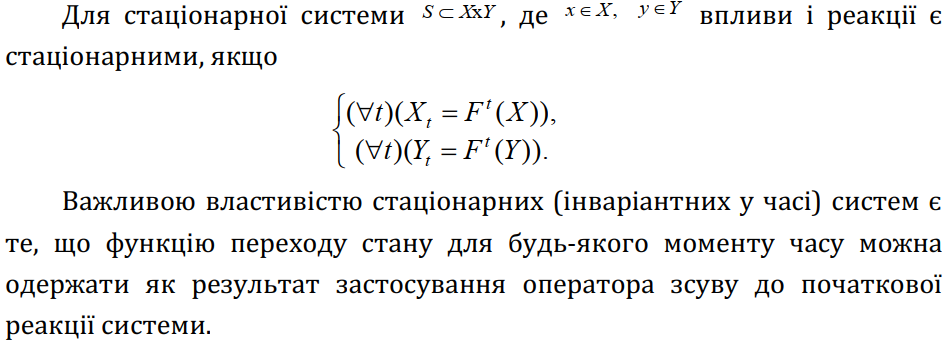 Для стаціонарної системи S ⊂ XxY, де x ∈ X, y ∈ Y впливи і реакції є
стаціонарними, якщо
{(∀t)(X_t = F^t(X)),
(∀t)(Y_t = F^t(Y)).
Важливою властивістю стаціонарних (інваріантних у часі) систем є
те, що функцію переходу стану для будь-якого моменту часу можна
одержати як результат застосування оператора зсуву до початкової
реакції системи.